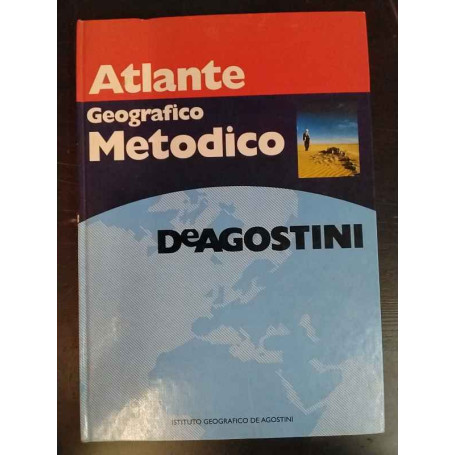 Atlante
Geografico
Metodico
DEAGOSTINI
ISTITUTO GEOGRAFICO DE AGOSTINI